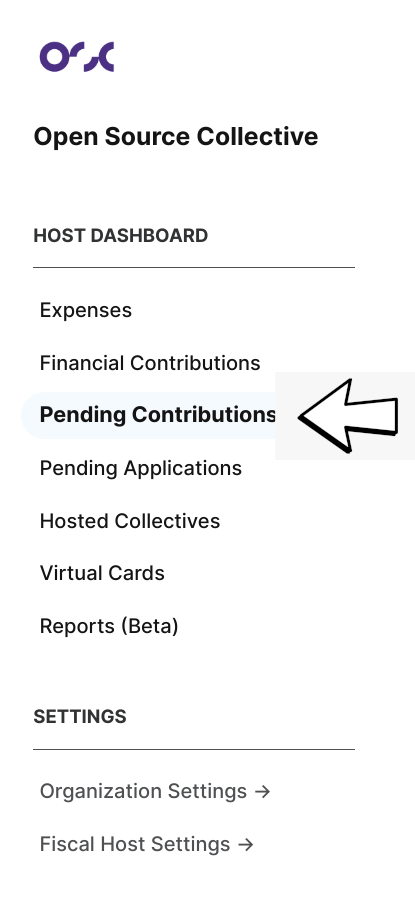 OSC
Open Source Collective
HOST DASHBOARD
Expenses
Financial Contributions
Pending Contributions
Pending Applications
Hosted Collectives
Virtual Cards
Reports (Beta)
SETTINGS
Organization Settings →
Fiscal Host Settings →